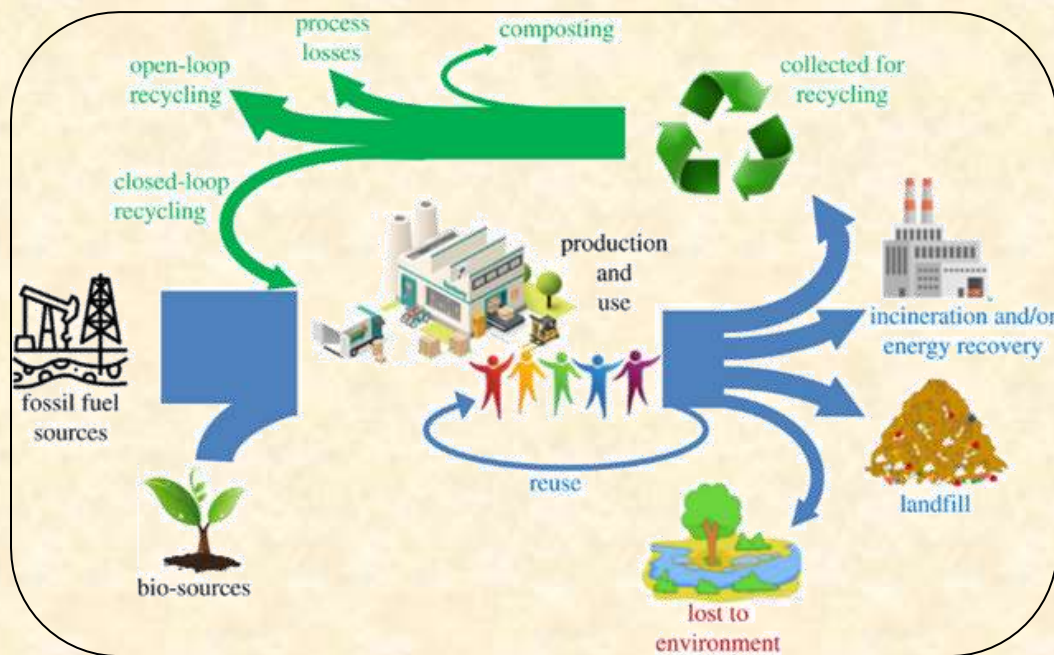 composting
process
losses
open-loop
recycling
collected for
recycling
closed-loop
recycling
production
and
use
fossil fuel
sources
incineration and/or
energy recovery
reuse
landfill
bio-sources
lost to
environment